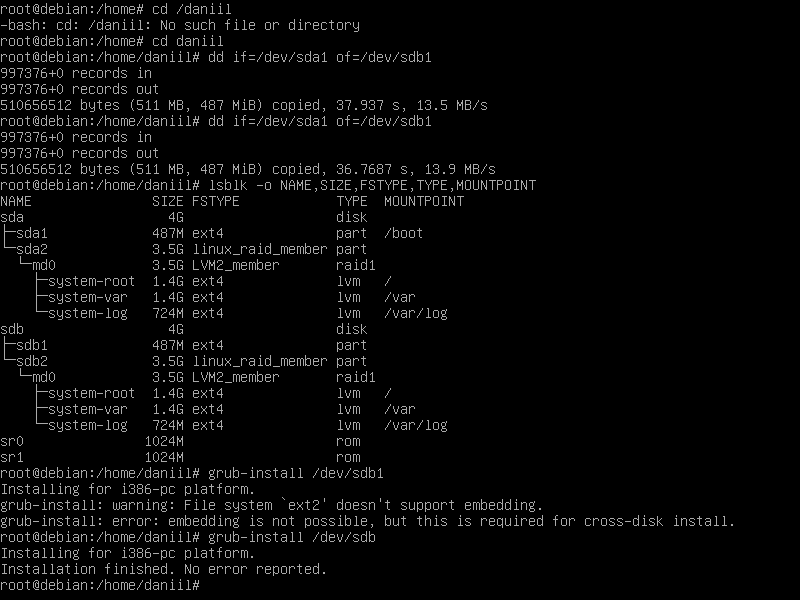 root@debian:/home# cd /daniil
-bash: cd: /daniil: No such file or directory
root@debian:/home# cd daniil
root@debian:/home/daniil# dd if=/dev/sda1 of=/dev/sdb1
997376+0 records in
997376+0 records out
510656512 bytes (511 MB, 487 MiB) copied, 37.937 s, 13.5 MB/s
root@debian:/home/daniil# dd if=/dev/sda1 of=/dev/sdb1
997376+0 records in
997376+0 records out
510656512 bytes (511 MB, 487 MiB) copied, 36.7687 s, 13.9 MB/s
root@debian:/home/daniil# lsblk -o NAME,SIZE,FSTYPE,TYPE,MOUNTPOINT
NAME                SIZE FSTYPE            TYPE  MOUNTPOINT
sda                   4G                   disk
├─sda1              487M ext4              part  /boot
└─sda2              3.5G linux_raid_member part
  └─md0             3.5G LVM2_member       raid1
    ├─system-root   1.4G ext4              lvm   /
    ├─system-var    1.4G ext4              lvm   /var
    └─system-log    724M ext4              lvm   /var/log
sdb                   4G                   disk
├─sdb1              487M ext4              part
└─sdb2              3.5G linux_raid_member part
  └─md0             3.5G LVM2_member       raid1
    ├─system-root   1.4G ext4              lvm   /
    ├─system-var    1.4G ext4              lvm   /var
    └─system-log    724M ext4              lvm   /var/log
sr0                1024M                   rom
sr1                1024M                   rom
root@debian:/home/daniil# grub-install /dev/sdb1
Installing for i386-pc platform.
grub-install: warning: File system `ext2' doesn't support embedding.
grub-install: error: embedding is not possible, but this is required for cross-disk install.
root@debian:/home/daniil# grub-install /dev/sdb
Installing for i386-pc platform.
Installation finished. No error reported.
root@debian:/home/daniil#